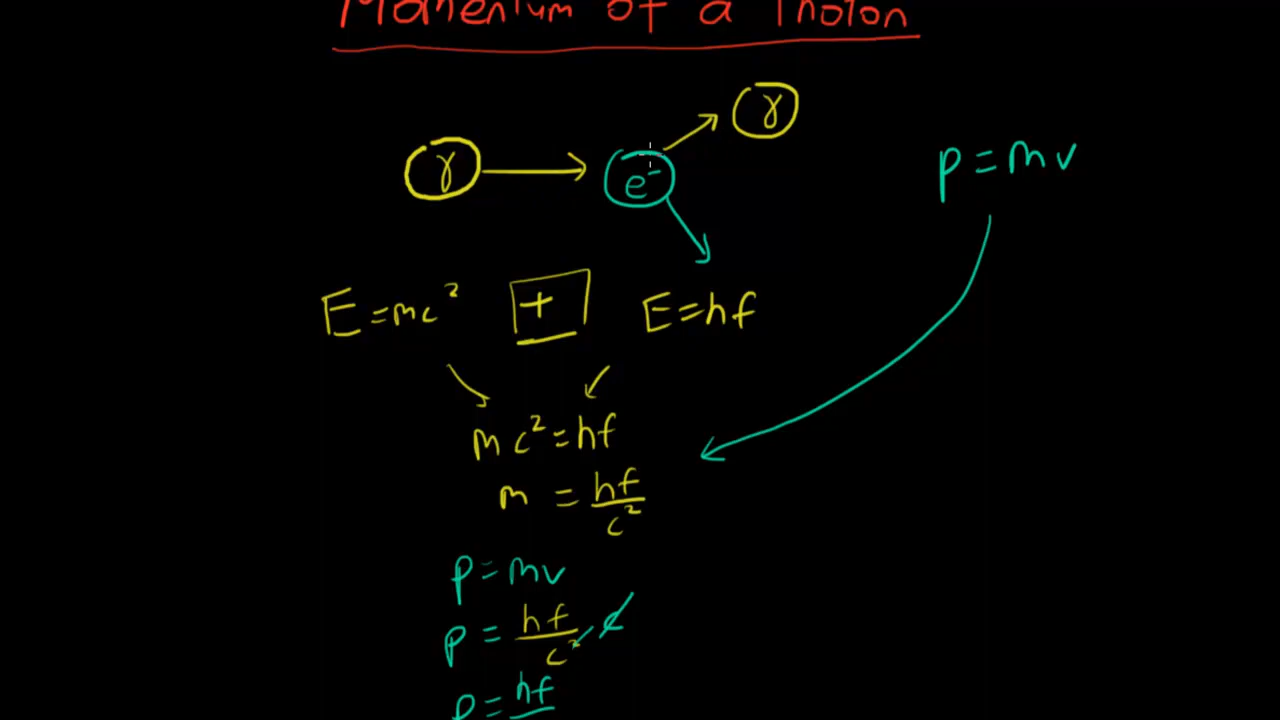 Momentum of a Photon
γ
γ
e⁻
p = mv
E = mc² + E = hf
mc² = hf
m = hf/c²
p = mv
p = hf/c² c
p = hf